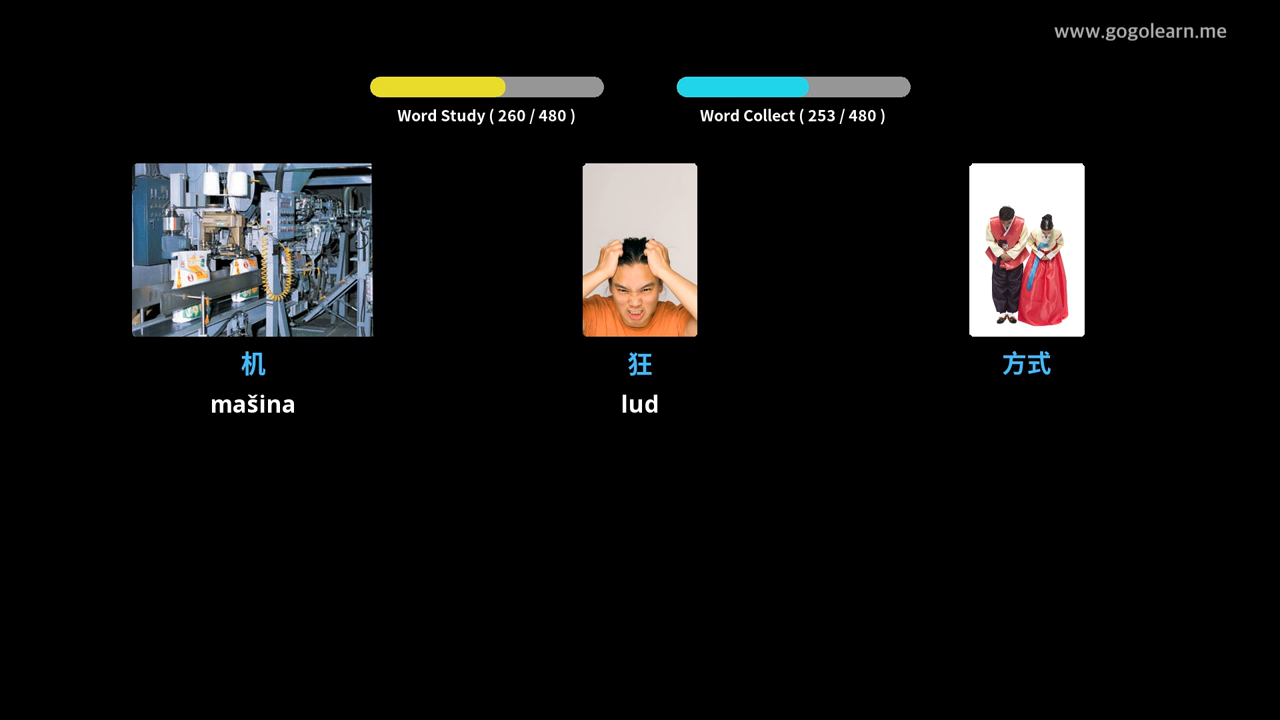 www.gogolearn.me
Word Study ( 260 / 480 )
Word Collect ( 253 / 480 )
机
狂
方式
mašina
lud